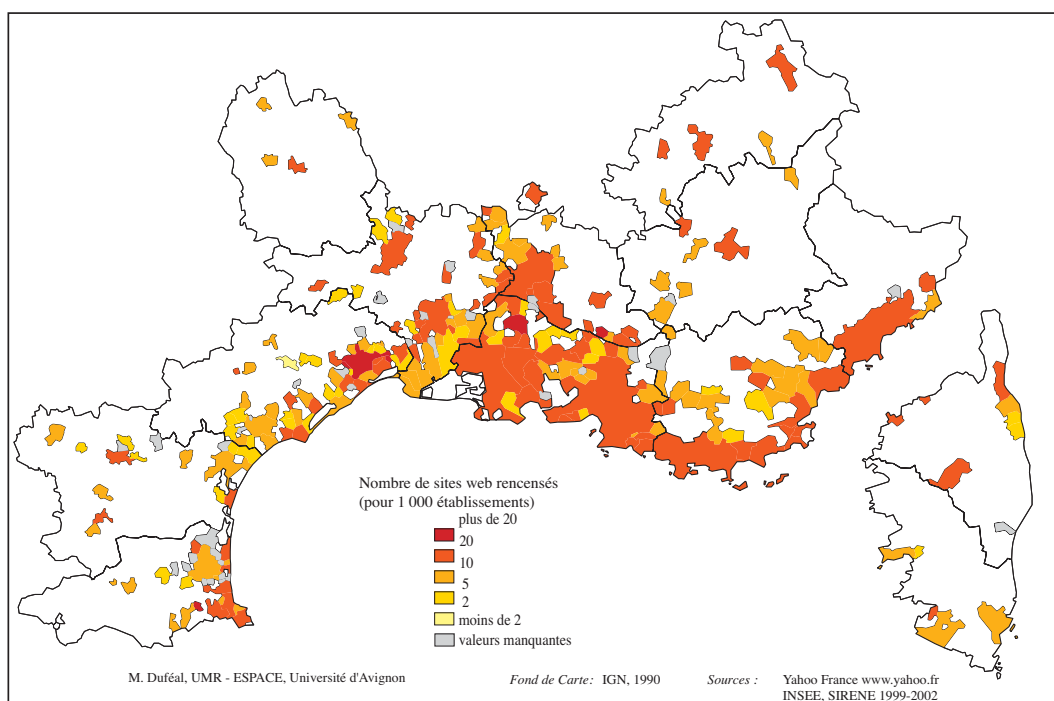 Nombre de sites web rencensés
(pour 1 000 établissements)
plus de 20
20
10
5
2
moins de 2
valeurs manquantes
M. Duféal, UMR - ESPACE, Université d'Avignon
Fond de Carte: IGN, 1990
Sources : Yahoo France www.yahoo.fr
INSEE, SIRENE 1999-2002